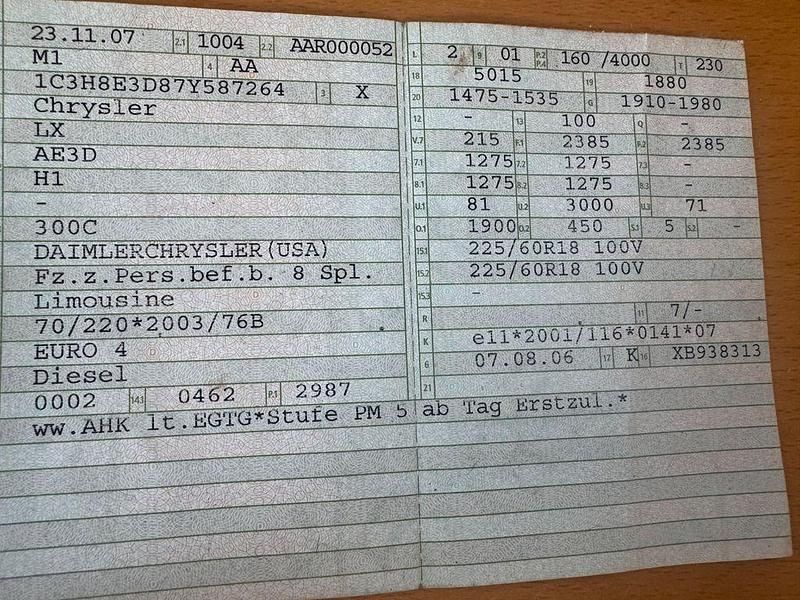 23.11.07 2.1 1004 2.2 AAR000052
M1 4 AA
1C3H8E3D87Y587264 3 X
Chrysler
LX
AE3D
H1
-
300C
DAIMLERCHRYSLER(USA)
Fz.z.Pers.bef.b. 8 Spl.
Limousine
70/220*2003/76B
EURO 4
Diesel
0002 14.1 0462 P.1 2987
L 2 9 01 P.2 P.4 160 /4000 T 230
18 5015 19 1880
20 1475-1535 G 1910-1980
12 - 13 100 Q -
V.7 215 F.1 2385 F.2 2385
7.1 1275 7.2 1275 7.3 -
8.1 1275 8.2 1275 8.3 -
U.1 81 U.2 3000 U.3 71
O.1 1900 O.2 450 S.1 5 S.2 -
15.1 225/60R18 100V
15.2 225/60R18 100V
15.3 -
R 11 7/-
K e11*2001/116*0141*07
6 07.08.06 17 K 16 XB938313
21
ww.AHK lt.EGTG*Stufe PM 5 ab Tag Erstzul.*